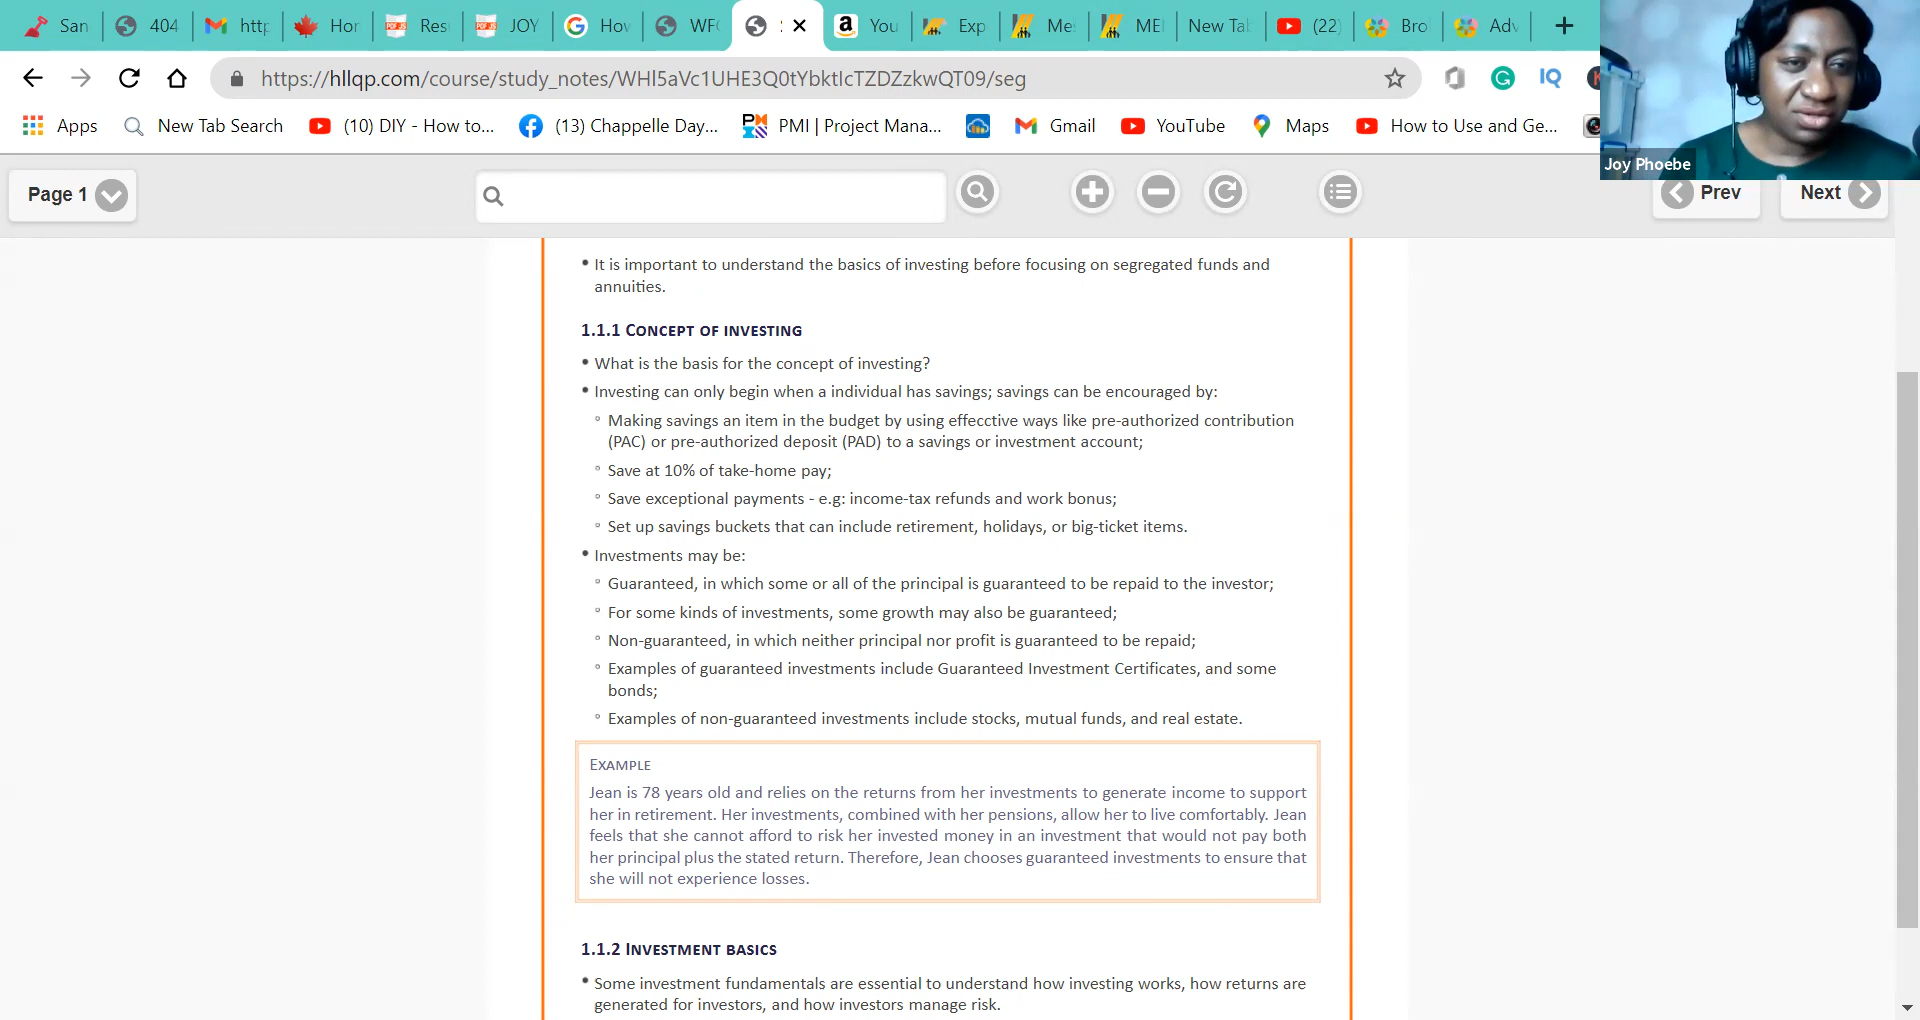 San
404
http
Hor
Res
JOY
Hov
WFC
You
Exp
Me
MEI
New Tab
(22)
Bro
Adv
https://hllqp.com/course/study_notes/WHl5aVc1UHE3Q0tYbktIcTZDZzkwQT09/seg
IQ
Apps
New Tab Search
(10) DIY - How to...
(13) Chappelle Day...
PMI | Project Mana...
Gmail
YouTube
Maps
How to Use and Ge...
Joy Phoebe
Page 1
Prev
Next
• It is important to understand the basics of investing before focusing on segregated funds and
annuities.
1.1.1 CONCEPT OF INVESTING
• What is the basis for the concept of investing?
• Investing can only begin when a individual has savings; savings can be encouraged by:
° Making savings an item in the budget by using effecctive ways like pre-authorized contribution
(PAC) or pre-authorized deposit (PAD) to a savings or investment account;
° Save at 10% of take-home pay;
° Save exceptional payments - e.g: income-tax refunds and work bonus;
° Set up savings buckets that can include retirement, holidays, or big-ticket items.
• Investments may be:
° Guaranteed, in which some or all of the principal is guaranteed to be repaid to the investor;
° For some kinds of investments, some growth may also be guaranteed;
° Non-guaranteed, in which neither principal nor profit is guaranteed to be repaid;
° Examples of guaranteed investments include Guaranteed Investment Certificates, and some
bonds;
° Examples of non-guaranteed investments include stocks, mutual funds, and real estate.
EXAMPLE
Jean is 78 years old and relies on the returns from her investments to generate income to support
her in retirement. Her investments, combined with her pensions, allow her to live comfortably. Jean
feels that she cannot afford to risk her invested money in an investment that would not pay both
her principal plus the stated return. Therefore, Jean chooses guaranteed investments to ensure that
she will not experience losses.
1.1.2 INVESTMENT BASICS
• Some investment fundamentals are essential to understand how investing works, how returns are
generated for investors, and how investors manage risk.